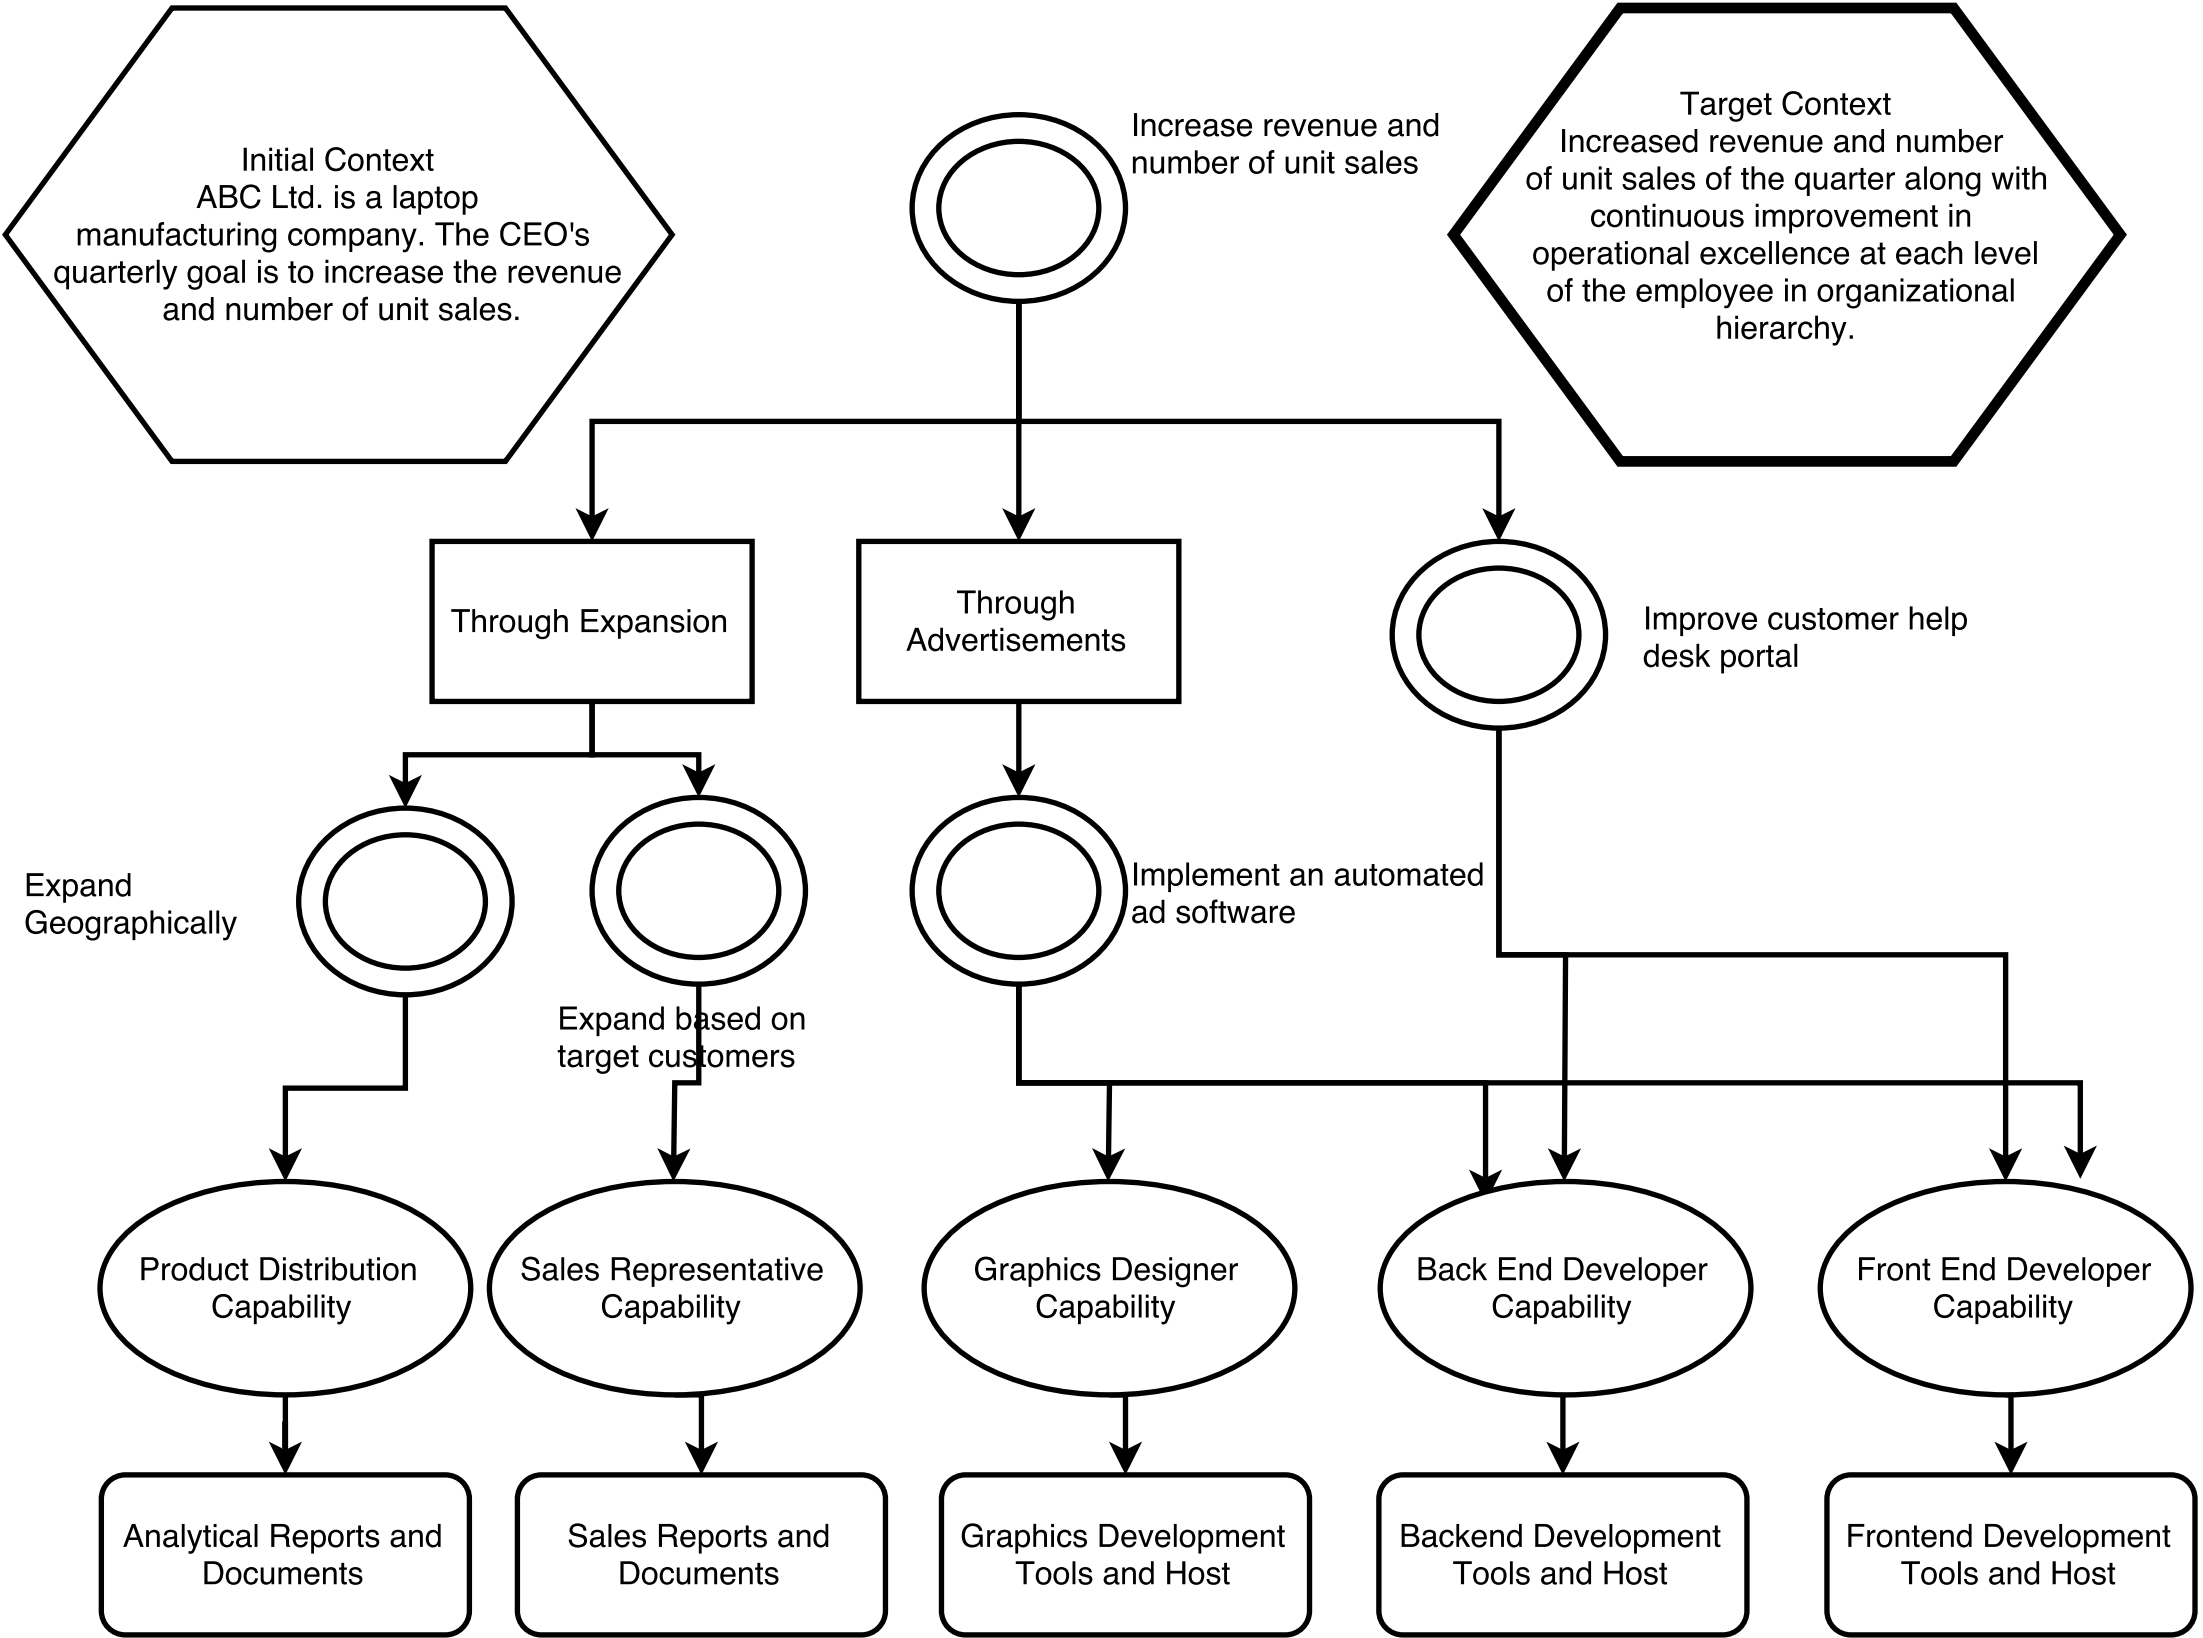 Initial Context
ABC Ltd. is a laptop
manufacturing company. The CEO's
quarterly goal is to increase the revenue
and number of unit sales.
Increase revenue and
number of unit sales
Target Context
Increased revenue and number
of unit sales of the quarter along with
continuous improvement in
operational excellence at each level
of the employee in organizational
hierarchy.
Through Expansion
Through
Advertisements
Improve customer help
desk portal
Expand
Geographically
Expand based on
target customers
Implement an automated
ad software
Product Distribution
Capability
Sales Representative
Capability
Graphics Designer
Capability
Back End Developer
Capability
Front End Developer
Capability
Analytical Reports and
Documents
Sales Reports and
Documents
Graphics Development
Tools and Host
Backend Development
Tools and Host
Frontend Development
Tools and Host